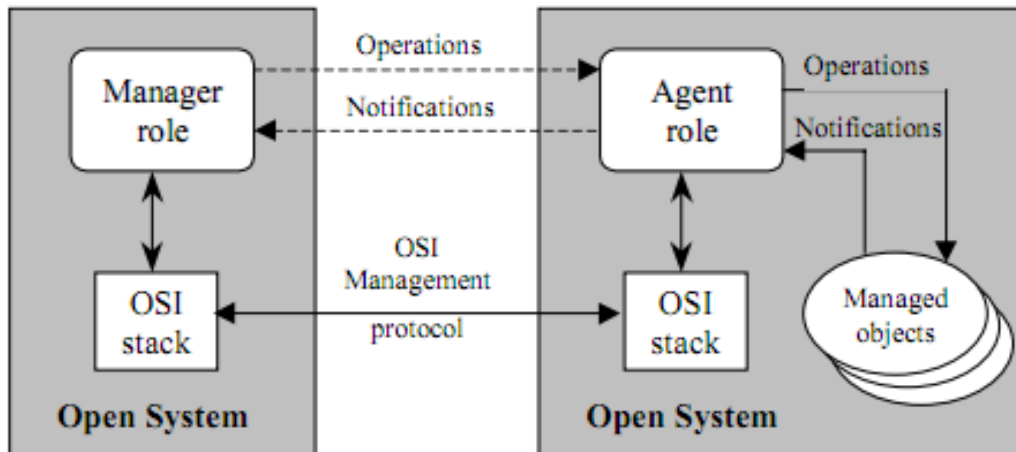 Manager
role
OSI
stack
Open System
Operations
Notifications
OSI
Management
protocol
Agent
role
Operations
Notifications
OSI
stack
Managed
objects
Open System